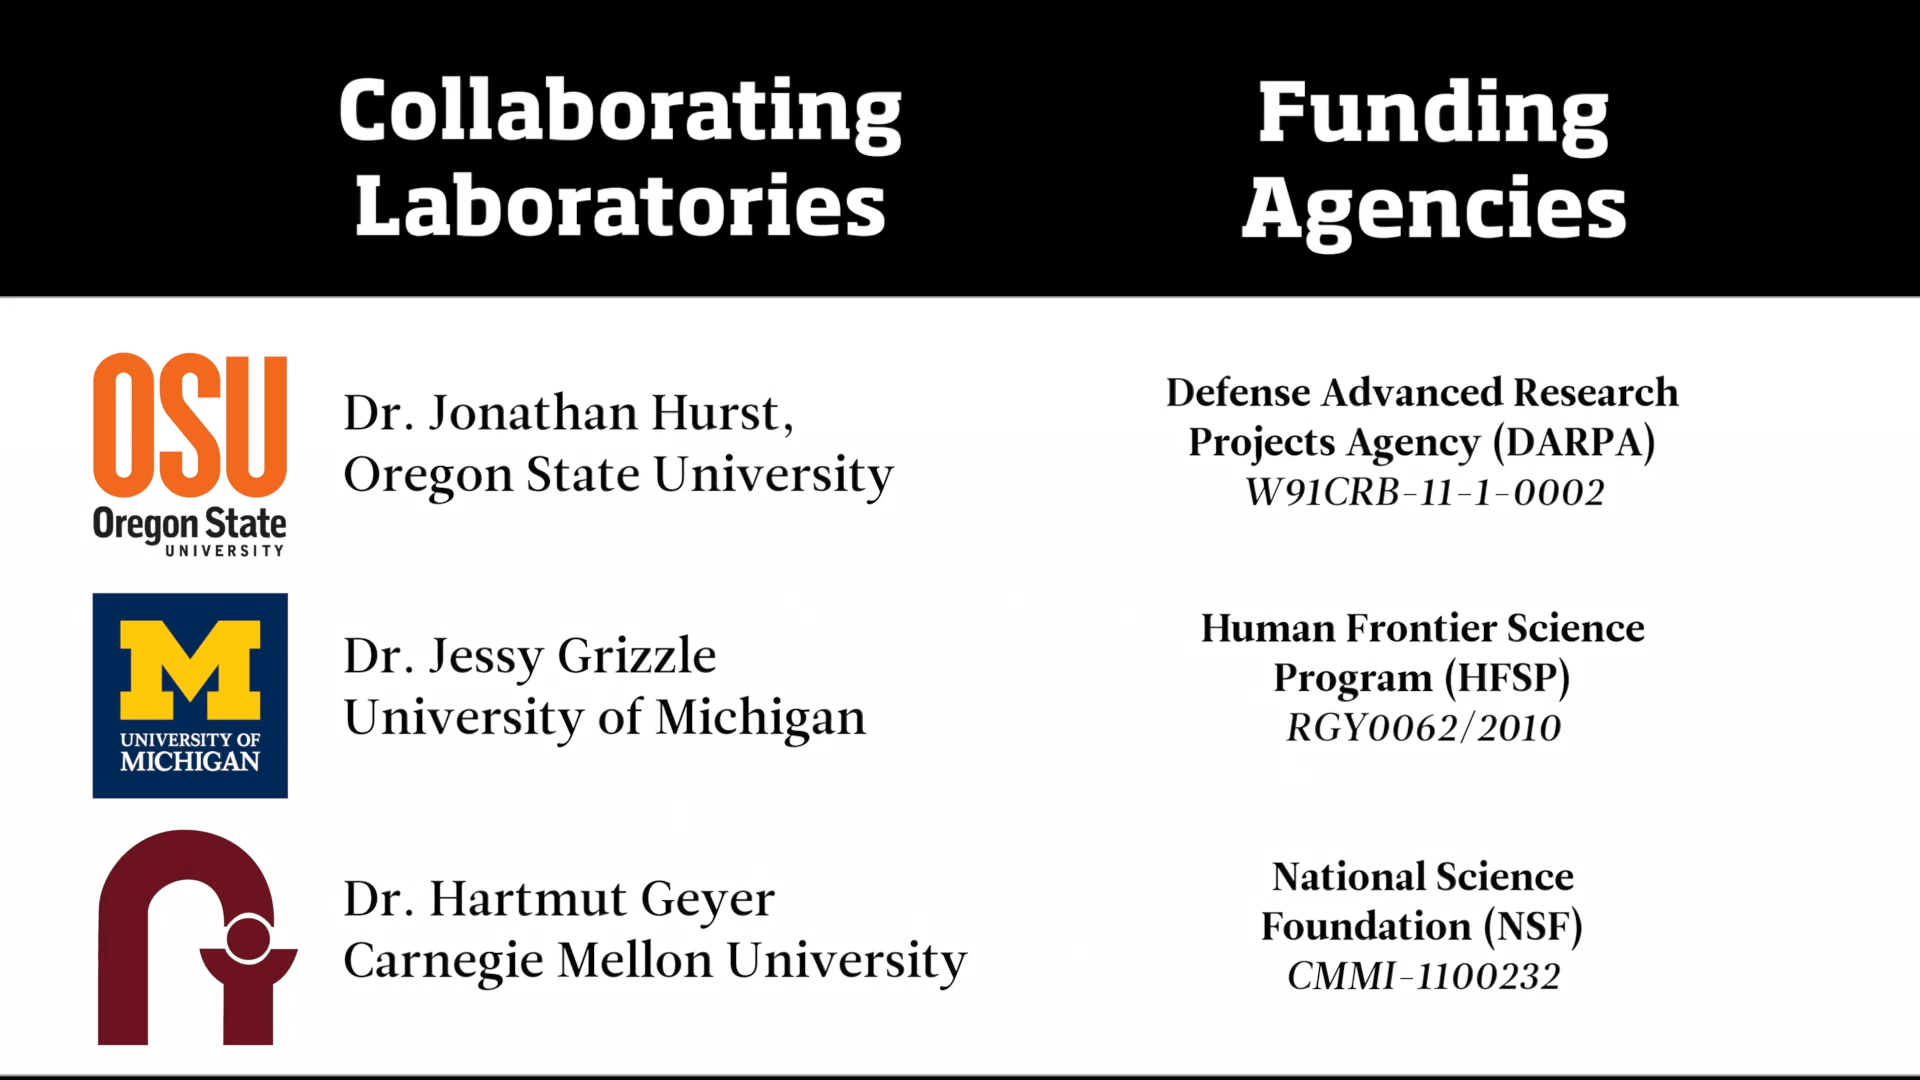 Collaborating
Laboratories
Funding
Agencies
OSU
Oregon State
UNIVERSITY
Dr. Jonathan Hurst,
Oregon State University
Defense Advanced Research
Projects Agency (DARPA)
W91CRB-11-1-0002
M
UNIVERSITY OF
MICHIGAN
Dr. Jessy Grizzle
University of Michigan
Human Frontier Science
Program (HFSP)
RGY0062/2010
Dr. Hartmut Geyer
Carnegie Mellon University
National Science
Foundation (NSF)
CMMI-1100232